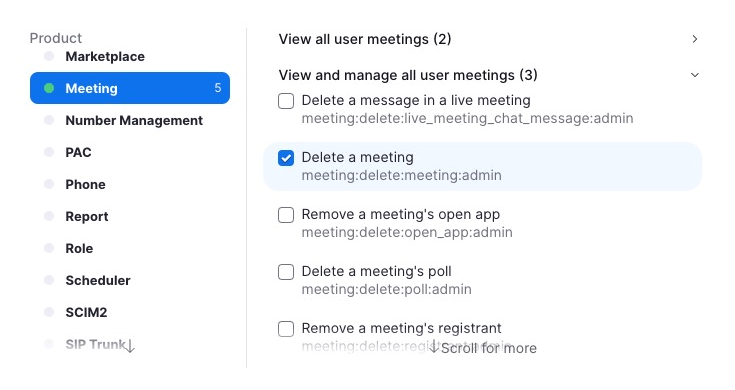 Product
Marketplace
Meeting 5
Number Management
PAC
Phone
Report
Role
Scheduler
SCIM2
SIP Trunk
View all user meetings (2)
View and manage all user meetings (3)
Delete a message in a live meeting
meeting:delete:live_meeting_chat_message:admin
Delete a meeting
meeting:delete:meeting:admin
Remove a meeting's open app
meeting:delete:open_app:admin
Delete a meeting's poll
meeting:delete:poll:admin
Remove a meeting's registrant
Scroll for more